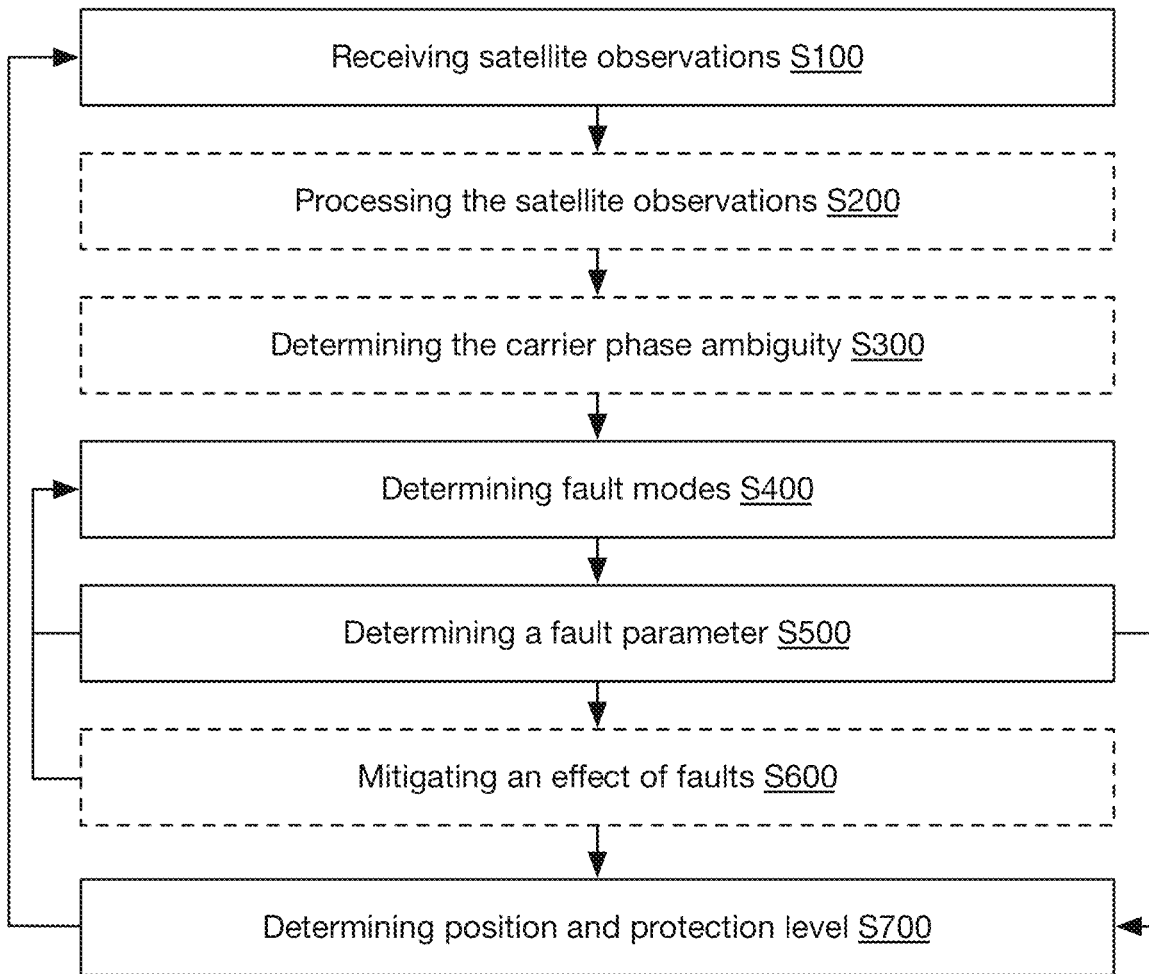 Receiving satellite observations S100
Processing the satellite observations S200
Determining the carrier phase ambiguity S300
Determining fault modes S400
Determining a fault parameter S500
Mitigating an effect of faults S600
Determining position and protection level S700